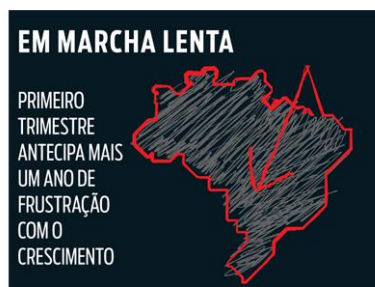 EM MARCHA LENTA
PRIMEIRO
TRIMESTRE
ANTECIPA MAIS
UM ANO DE
FRUSTRAÇÃO
COM O
CRESCIMENTO